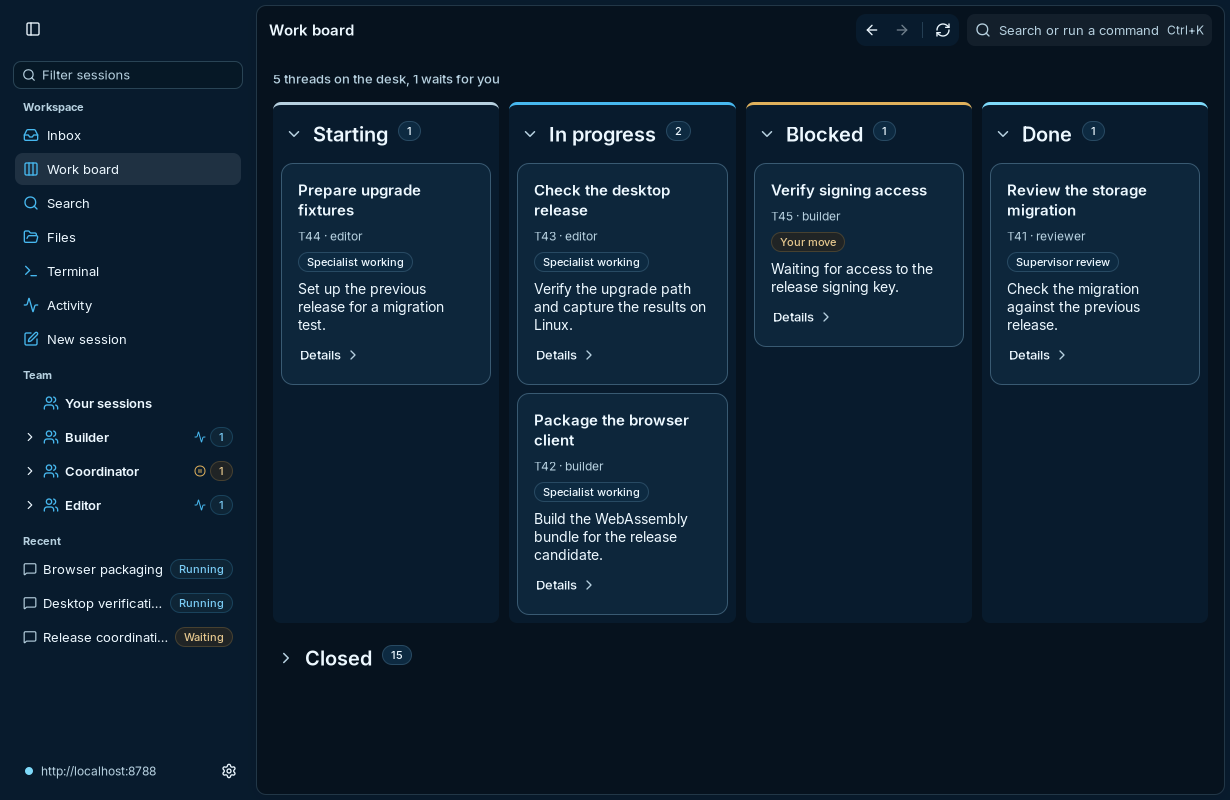 Filter sessions
Workspace
Inbox
Work board
Search
Files
Terminal
Activity
New session
Team
Your sessions
Builder 1
Coordinator 1
Editor 1
Recent
Browser packaging Running
Desktop verificati... Running
Release coordinati... Waiting
http://localhost:8788
Work board
Search or run a command Ctrl+K
5 threads on the desk, 1 waits for you
Starting 1
Prepare upgrade
fixtures
T44 · editor
Specialist working
Set up the previous
release for a migration
test.
Details
In progress 2
Check the desktop
release
T43 · editor
Specialist working
Verify the upgrade path
and capture the results on
Linux.
Details
Package the browser
client
T42 · builder
Specialist working
Build the WebAssembly
bundle for the release
candidate.
Details
Blocked 1
Verify signing access
T45 · builder
Your move
Waiting for access to the
release signing key.
Details
Done 1
Review the storage
migration
T41 · reviewer
Supervisor review
Check the migration
against the previous
release.
Details
Closed 15